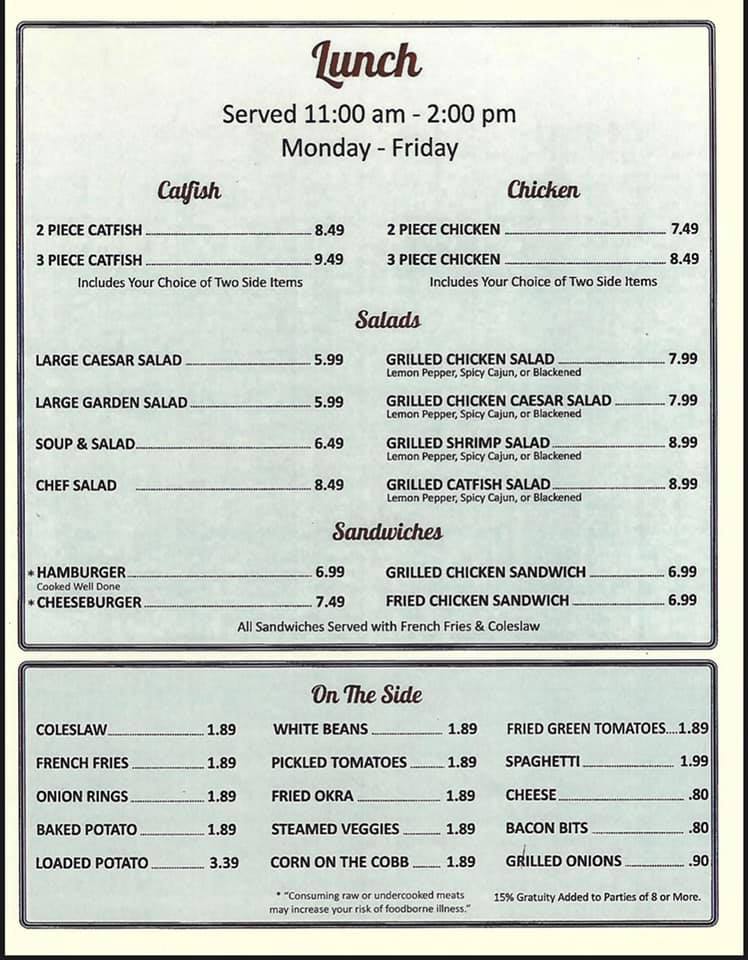 Lunch
Served 11:00 am - 2:00 pm
Monday - Friday
Catfish
2 PIECE CATFISH 8.49
3 PIECE CATFISH 9.49
Includes Your Choice of Two Side Items
Chicken
2 PIECE CHICKEN 7.49
3 PIECE CHICKEN 8.49
Includes Your Choice of Two Side Items
Salads
LARGE CAESAR SALAD 5.99
LARGE GARDEN SALAD 5.99
SOUP & SALAD 6.49
CHEF SALAD 8.49
GRILLED CHICKEN SALAD 7.99
Lemon Pepper, Spicy Cajun, or Blackened
GRILLED CHICKEN CAESAR SALAD 7.99
Lemon Pepper, Spicy Cajun, or Blackened
GRILLED SHRIMP SALAD 8.99
Lemon Pepper, Spicy Cajun, or Blackened
GRILLED CATFISH SALAD 8.99
Lemon Pepper, Spicy Cajun, or Blackened
Sandwiches
*HAMBURGER 6.99
Cooked Well Done
*CHEESEBURGER 7.49
GRILLED CHICKEN SANDWICH 6.99
FRIED CHICKEN SANDWICH 6.99
All Sandwiches Served with French Fries & Coleslaw
On The Side
COLESLAW 1.89
FRENCH FRIES 1.89
ONION RINGS 1.89
BAKED POTATO 1.89
LOADED POTATO 3.39
WHITE BEANS 1.89
PICKLED TOMATOES 1.89
FRIED OKRA 1.89
STEAMED VEGGIES 1.89
CORN ON THE COBB 1.89
FRIED GREEN TOMATOES....1.89
SPAGHETTI 1.99
CHEESE .80
BACON BITS .80
GRILLED ONIONS .90
* "Consuming raw or undercooked meats
may increase your risk of foodborne illness."
15% Gratuity Added to Parties of 8 or More.